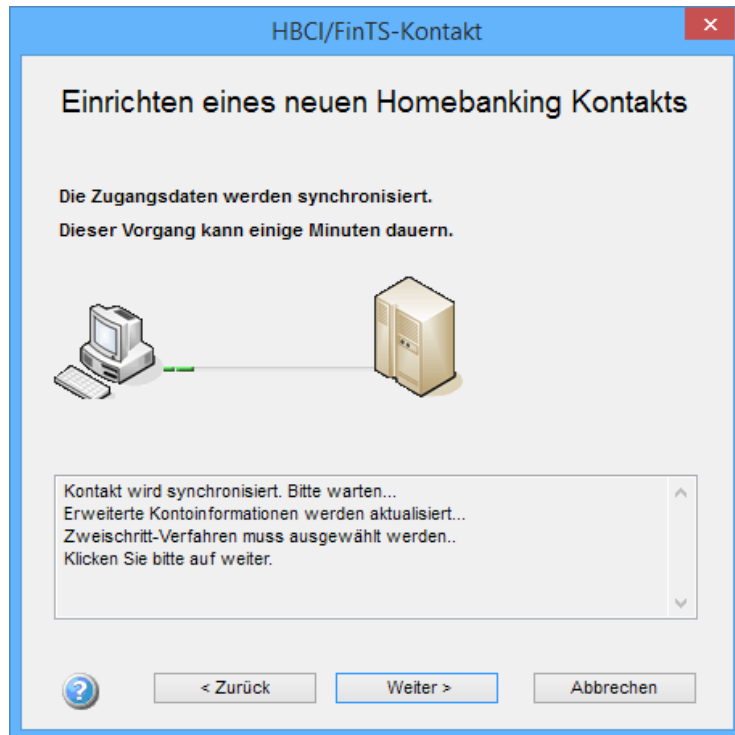 HBCI/FinTS-Kontakt
Einrichten eines neuen Homebanking Kontakts
Die Zugangsdaten werden synchronisiert.
Dieser Vorgang kann einige Minuten dauern.
Kontakt wird synchronisiert. Bitte warten...
Erweiterte Kontoinformationen werden aktualisiert...
Zweischritt-Verfahren muss ausgewählt werden..
Klicken Sie bitte auf weiter.
< Zurück
Weiter >
Abbrechen